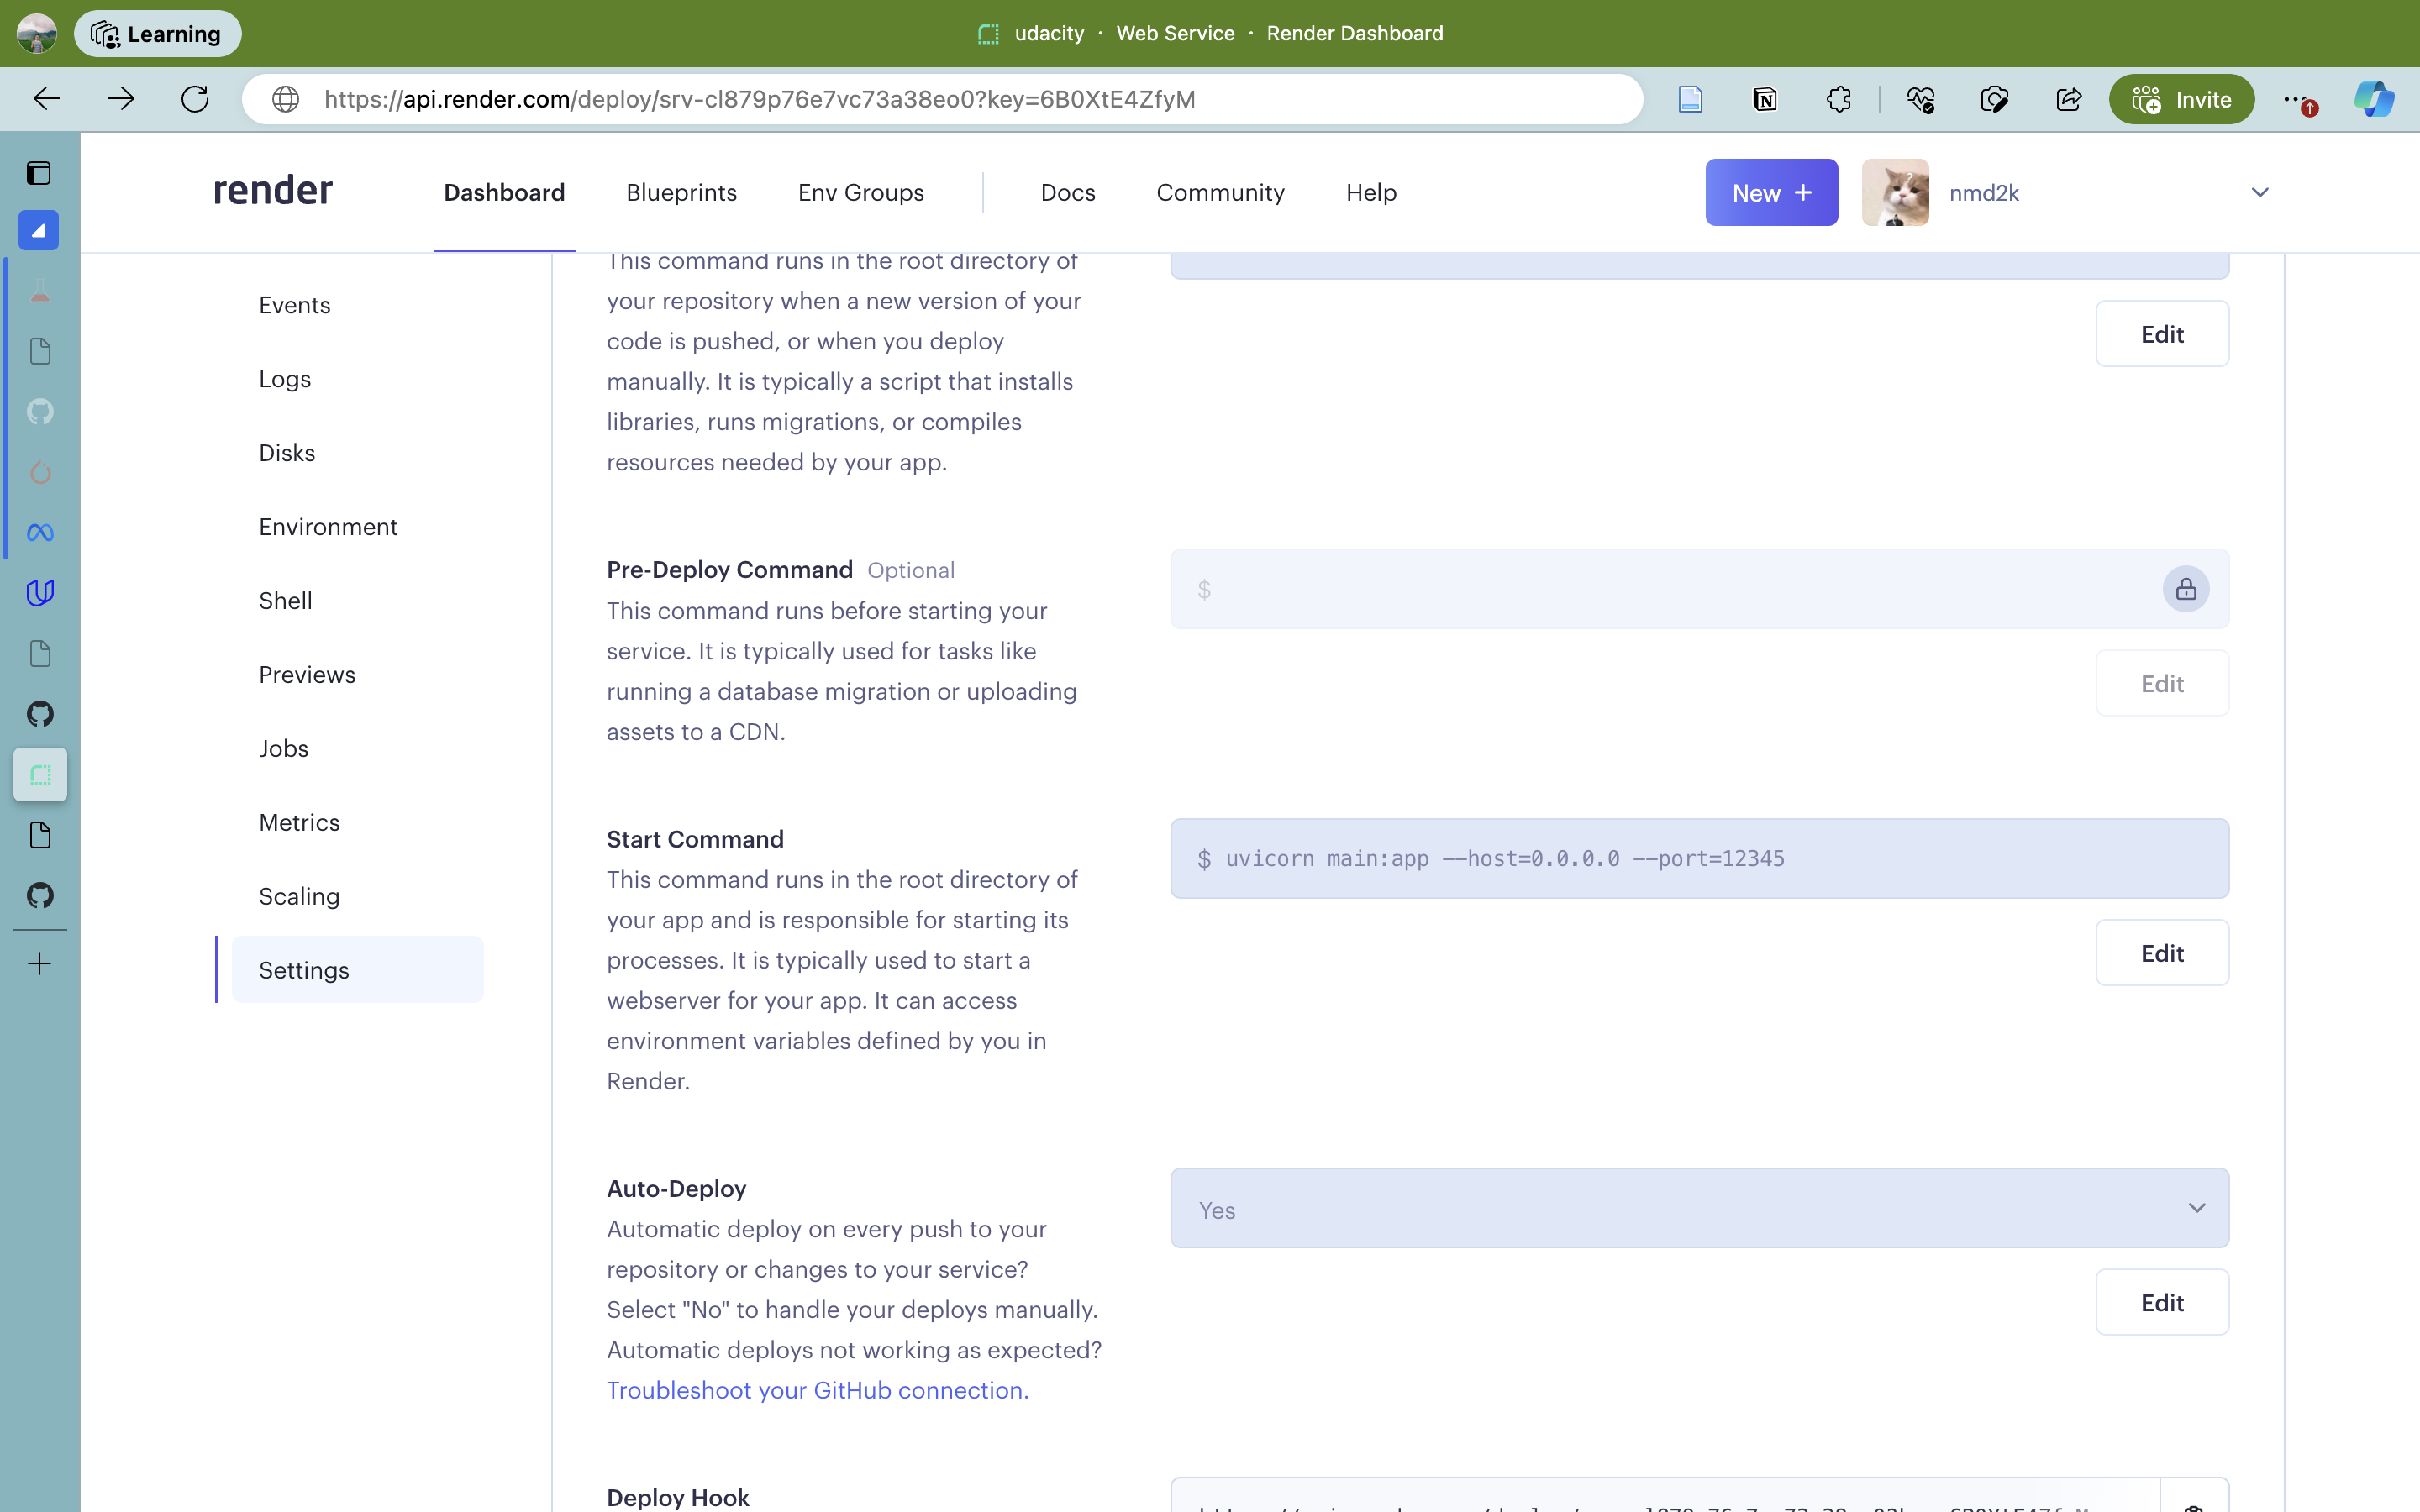 Learning
udacity · Web Service · Render Dashboard
https://api.render.com/deploy/srv-cl879p76e7vc73a38eo0?key=6B0XtE4ZfyM
Invite
render
Dashboard
Blueprints
Env Groups
Docs
Community
Help
New +
nmd2k
Events
Logs
Disks
Environment
Shell
Previews
Jobs
Metrics
Scaling
Settings
This command runs in the root directory of
your repository when a new version of your
code is pushed, or when you deploy
manually. It is typically a script that installs
libraries, runs migrations, or compiles
resources needed by your app.
Edit
Pre-Deploy Command Optional
This command runs before starting your
service. It is typically used for tasks like
running a database migration or uploading
assets to a CDN.
$
Edit
Start Command
This command runs in the root directory of
your app and is responsible for starting its
processes. It is typically used to start a
webserver for your app. It can access
environment variables defined by you in
Render.
$ uvicorn main:app --host=0.0.0.0 --port=12345
Edit
Auto-Deploy
Automatic deploy on every push to your
repository or changes to your service?
Select "No" to handle your deploys manually.
Automatic deploys not working as expected?
Troubleshoot your GitHub connection.
Yes
Edit
Deploy Hook